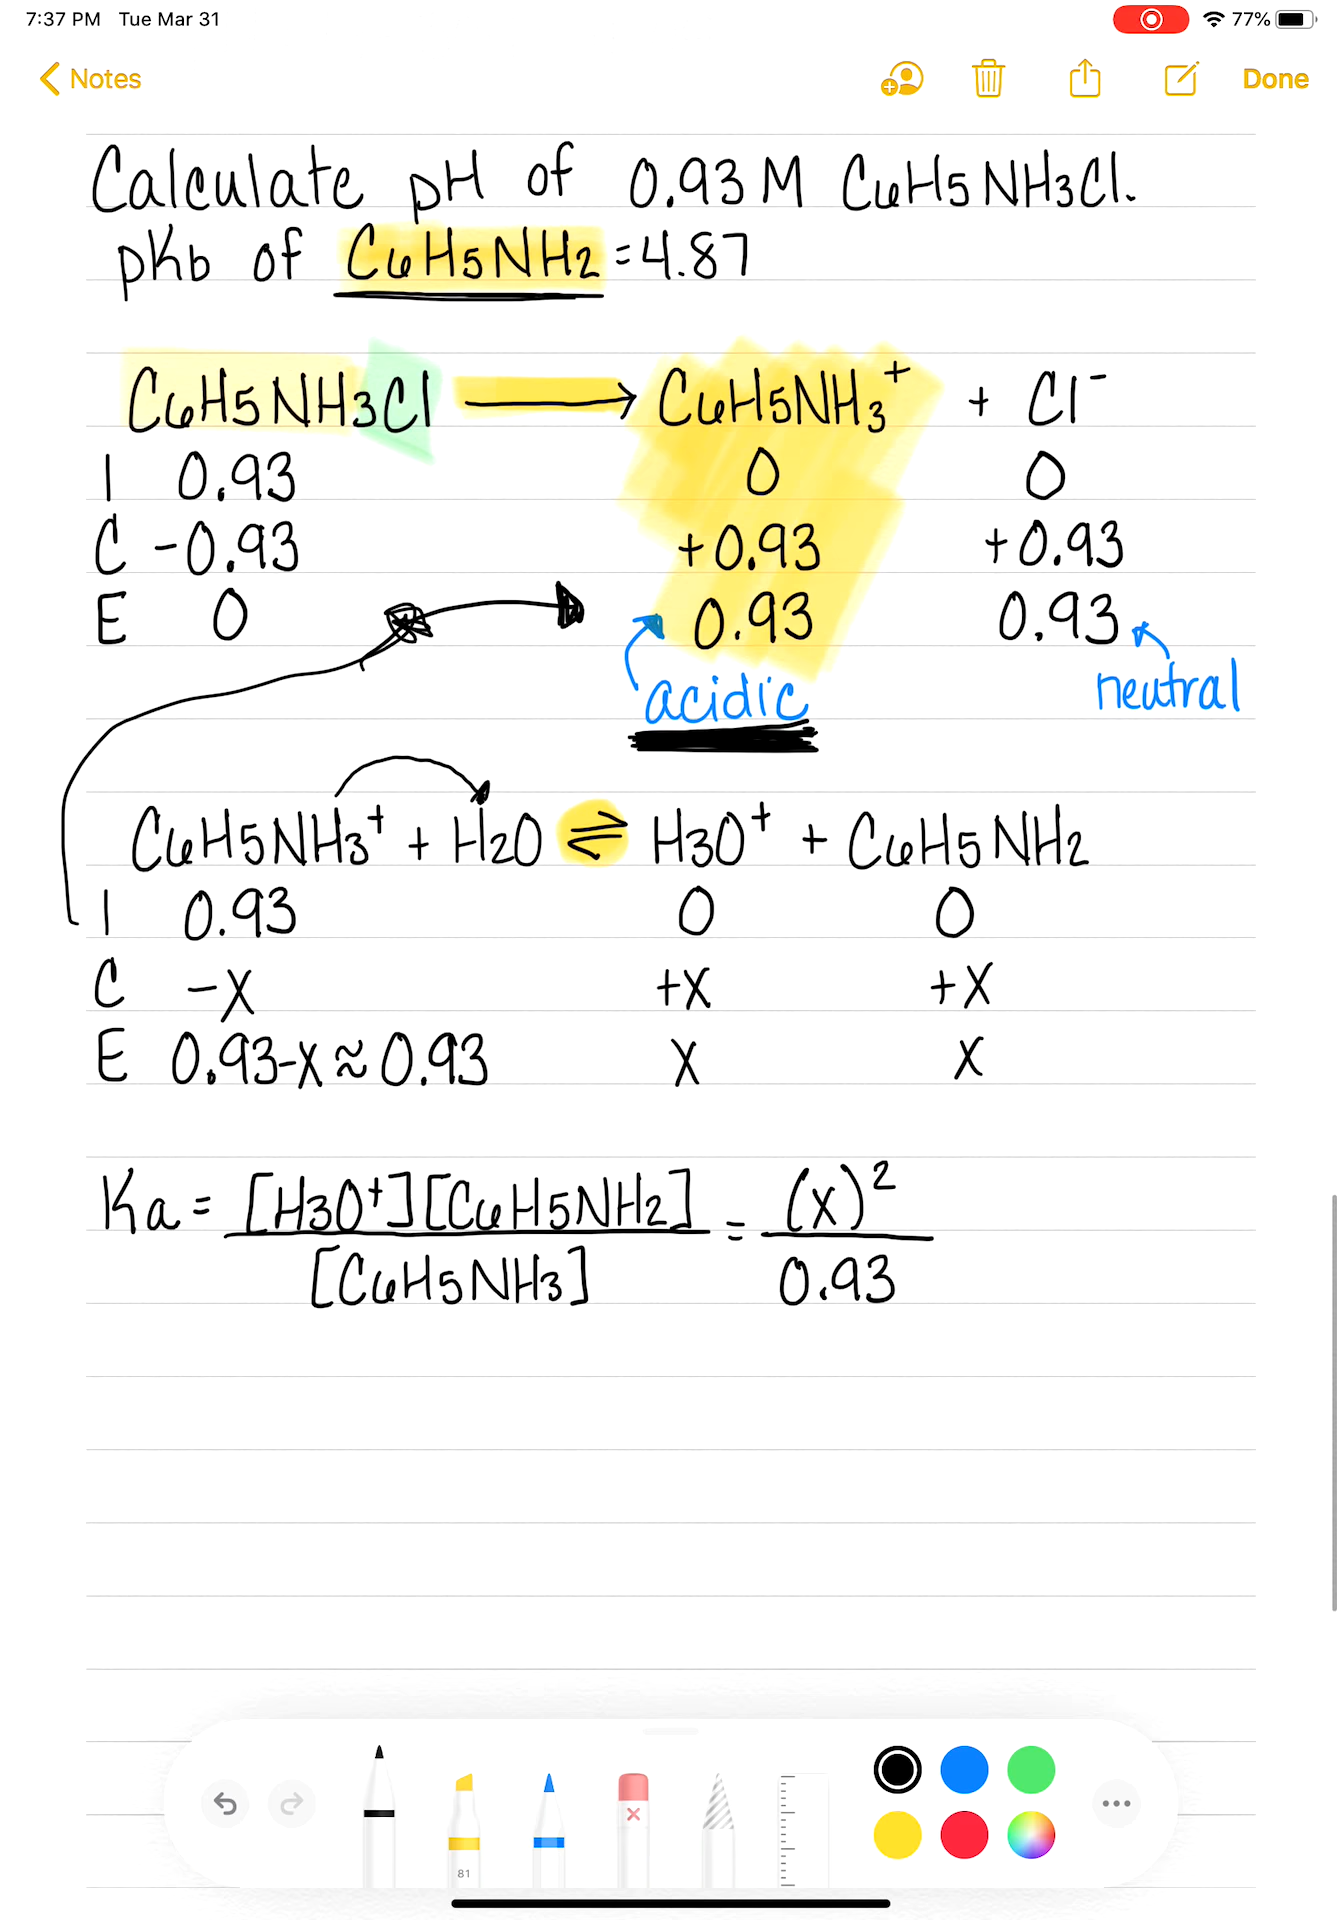 7:37 PM Tue Mar 31 77%
Notes Done
Calculate pH of 0.93 M C6H5NH3Cl.
pKb of C6H5NH2 = 4.87
C6H5NH3Cl → C6H5NH3⁺ + Cl⁻
I 0.93 0 0
C -0.93 +0.93 +0.93
E 0 0.93 0.93
acidic neutral
C6H5NH3⁺ + H2O ⇌ H3O⁺ + C6H5NH2
I 0.93 0 0
C -X +X +X
E 0.93-X ≈ 0.93 X X
Ka = [H3O⁺][C6H5NH2] = (X)²
[C6H5NH3] 0.93
81